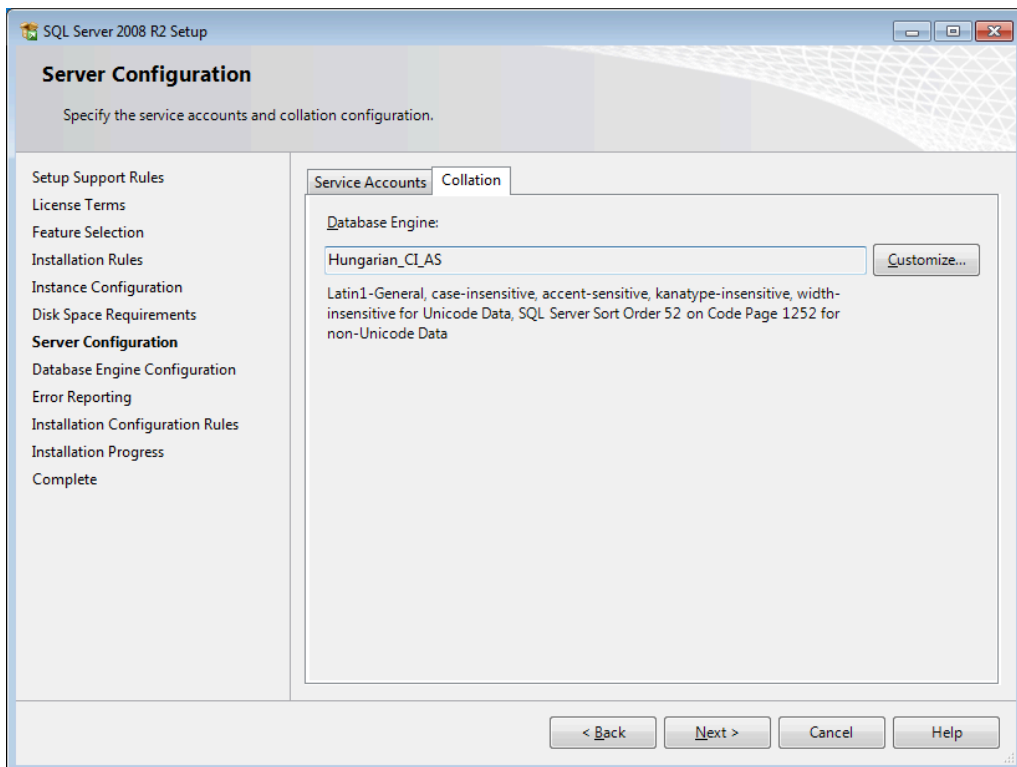 SQL Server 2008 R2 Setup
Server Configuration
Specify the service accounts and collation configuration.
Setup Support Rules
License Terms
Feature Selection
Installation Rules
Instance Configuration
Disk Space Requirements
Server Configuration
Database Engine Configuration
Error Reporting
Installation Configuration Rules
Installation Progress
Complete
Service Accounts Collation
Database Engine:
Hungarian_CI_AS Customize...
Latin1-General, case-insensitive, accent-sensitive, kanatype-insensitive, width-
insensitive for Unicode Data, SQL Server Sort Order 52 on Code Page 1252 for
non-Unicode Data
< Back Next > Cancel Help